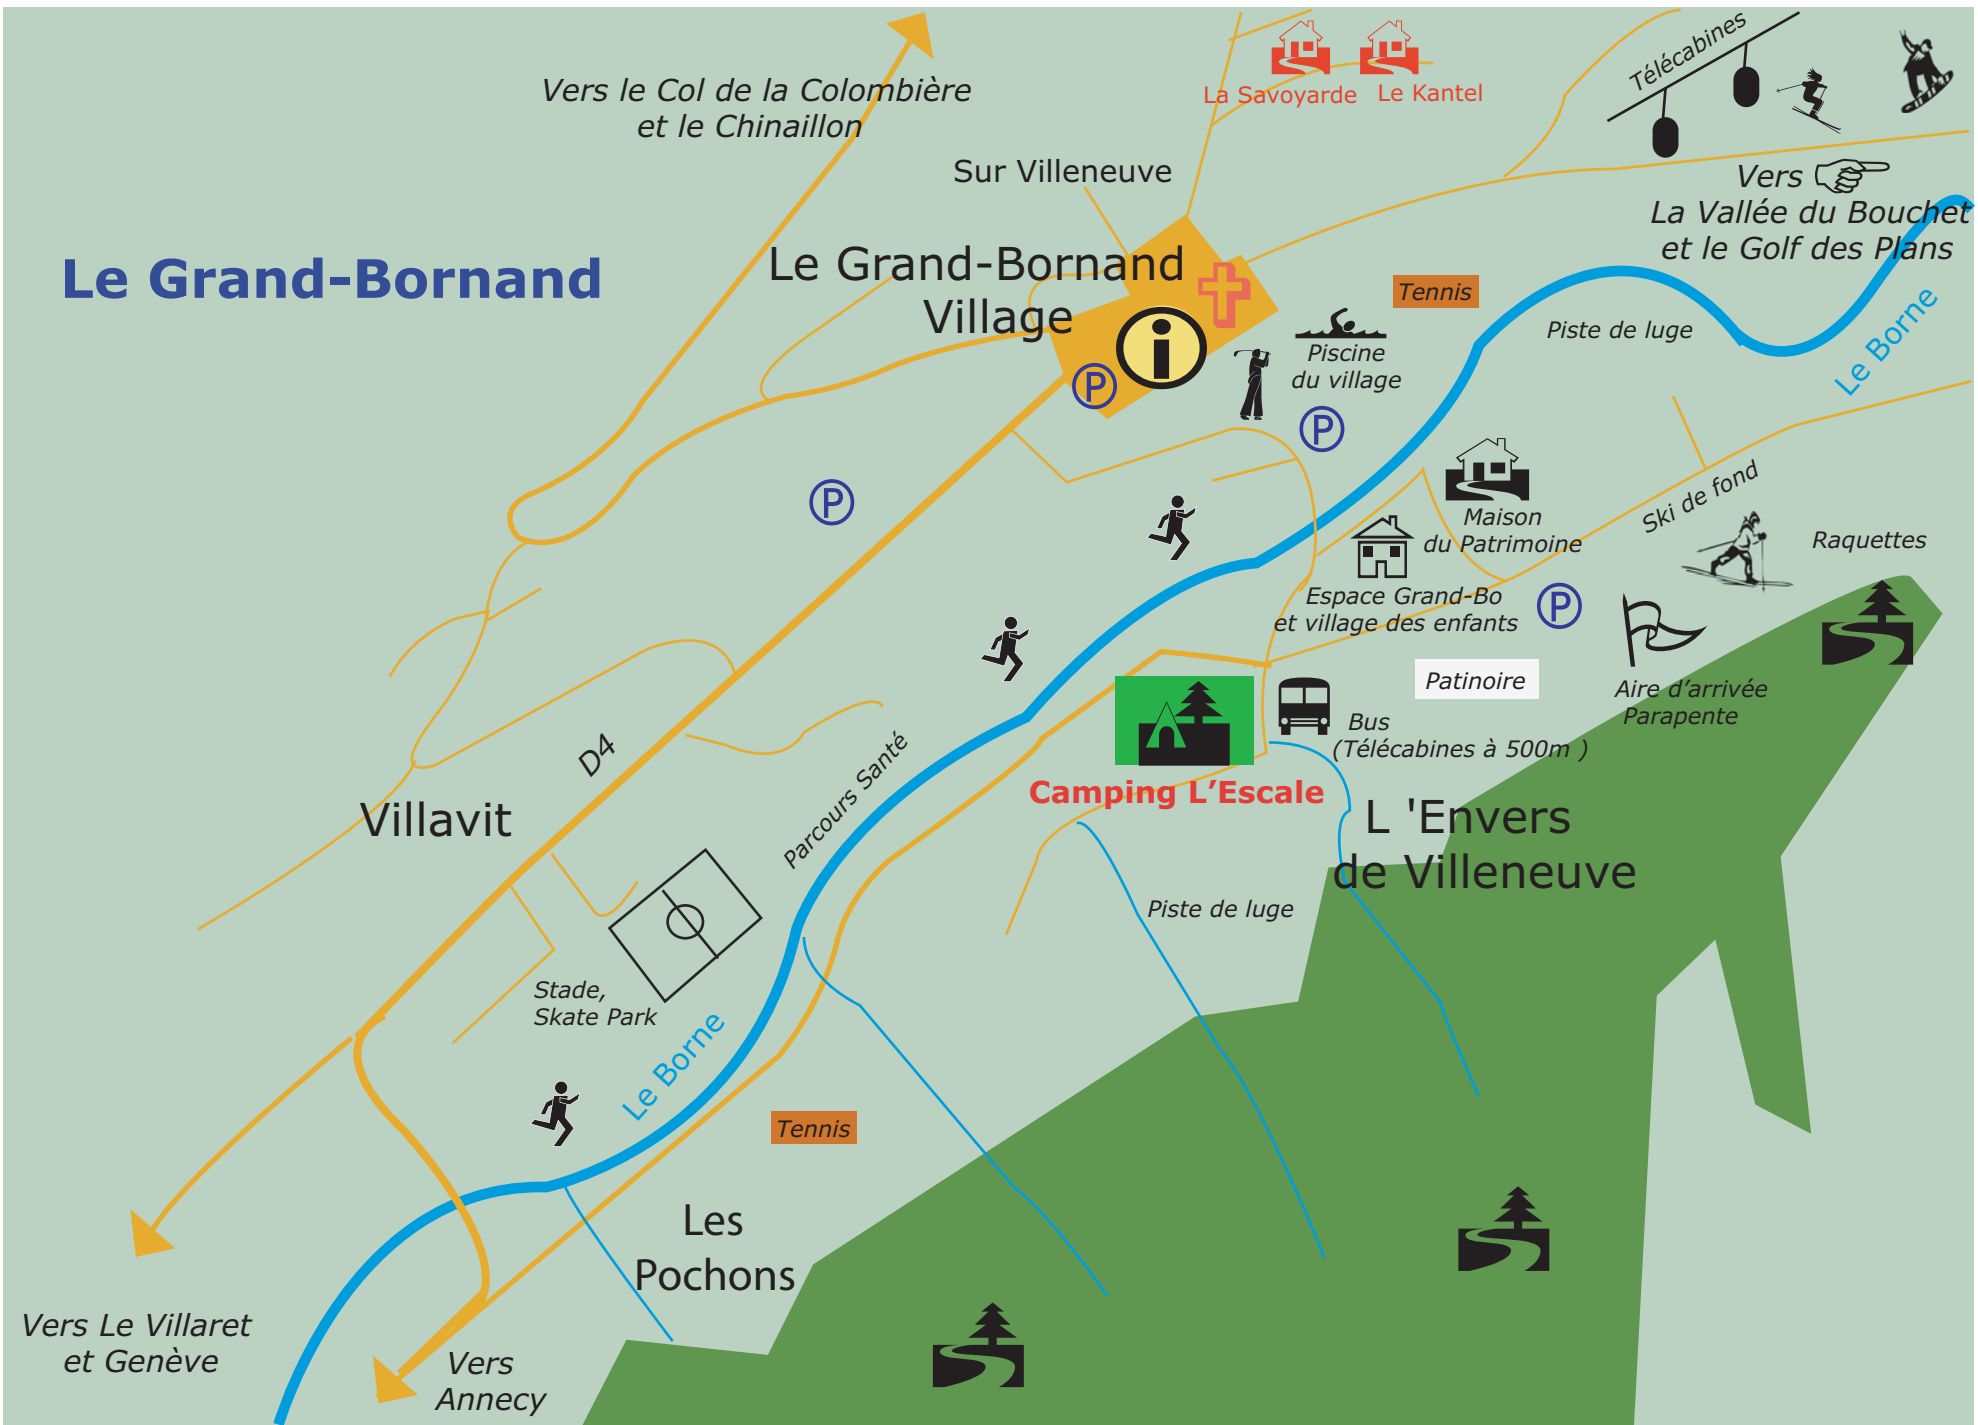 Vers le Col de la Colombière
et le Chinaillon
La Savoyarde
Le Kantel
Télécabines
Sur Villeneuve
Vers
La Vallée du Bouchet
et le Golf des Plans
Le Grand-Bornand
Le Grand-Bornand
Village
i
Tennis
Piscine
du village
Piste de luge
Le Borne
P
P
P
Maison
du Patrimoine
Ski de fond
Raquettes
Espace Grand-Bo
et village des enfants
P
Patinoire
Aire d'arrivée
Parapente
Bus
(Télécabines à 500m )
Camping L'Escale
D4
Villavit
Parcours Santé
L 'Envers
de Villeneuve
Piste de luge
Stade,
Skate Park
Le Borne
Tennis
Les
Pochons
Vers Le Villaret
et Genève
Vers
Annecy